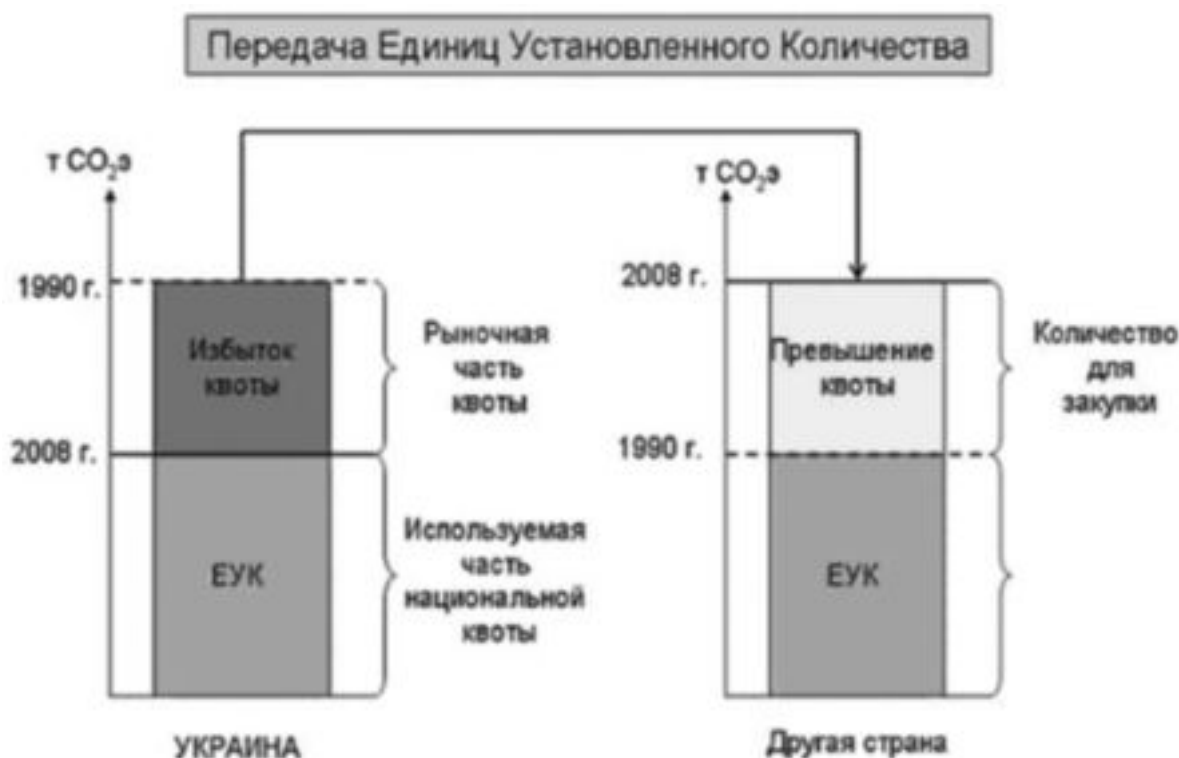 Передача Единиц Установленного Количества
т CO₂э
1990 г.
Избыток
квоты
Рыночная
часть
квоты
2008 г.
ЕУК
Используемая
часть
национальной
квоты
УКРАИНА
т CO₂э
2008 г.
Превышение
квоты
Количество
для
закупки
1990 г.
ЕУК
Другая страна